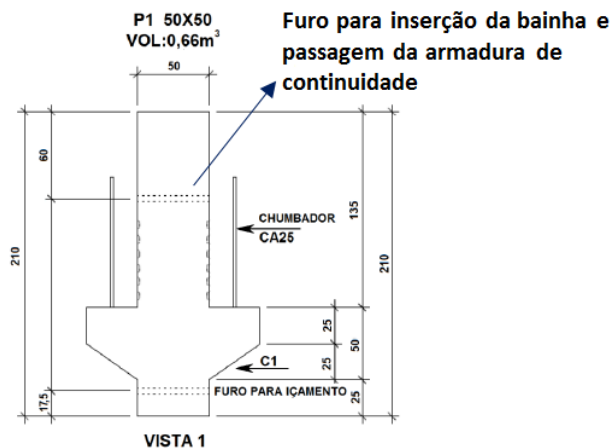 P1 50X50
VOL:0,66m³
50
Furo para inserção da bainha e
passagem da armadura de
continuidade
60
210
17,5
CHUMBADOR
CA25
135
210
25
50
25
C1
25
FURO PARA IÇAMENTO
VISTA 1